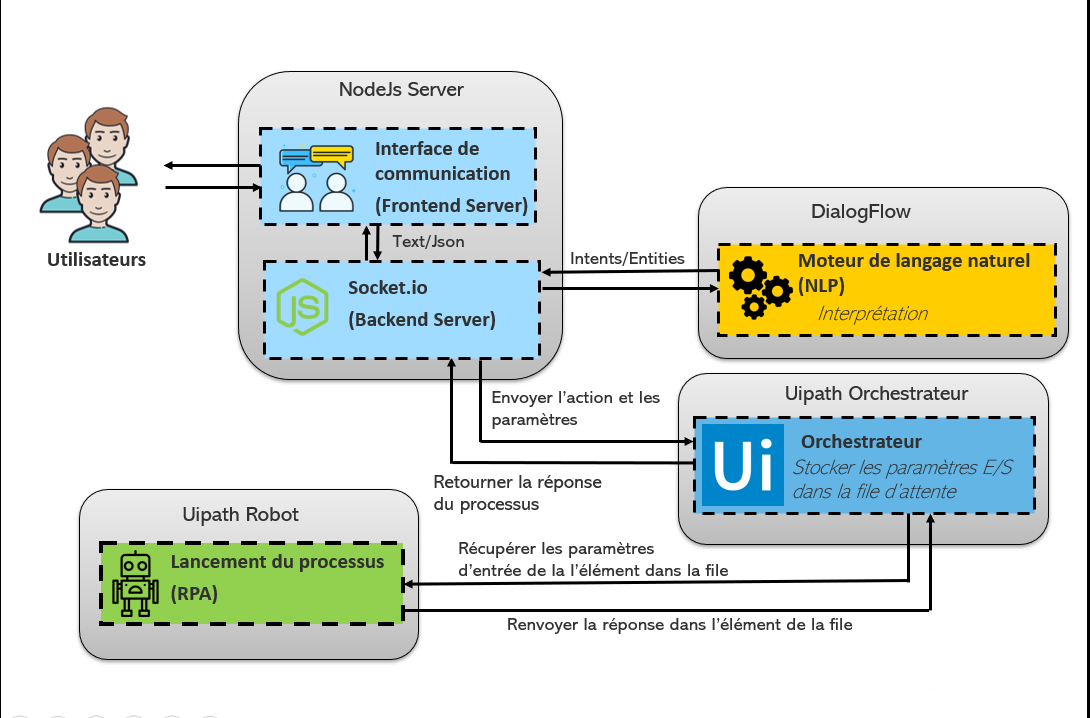 NodeJs Server
Interface de
communication
(Frontend Server)
Utilisateurs
Text/Json
Socket.io
(Backend Server)
JS
Intents/Entities
DialogFlow
Moteur de langage naturel
(NLP)
Interprétation
Envoyer l'action et les
paramètres
Retourner la réponse
du processus
Uipath Orchestrateur
Ui
Orchestrateur
Stocker les paramètres E/S
dans la file d'attente
Uipath Robot
Lancement du processus
(RPA)
Récupérer les paramètres
d'entrée de la l'élément dans la file
Renvoyer la réponse dans l'élément de la file